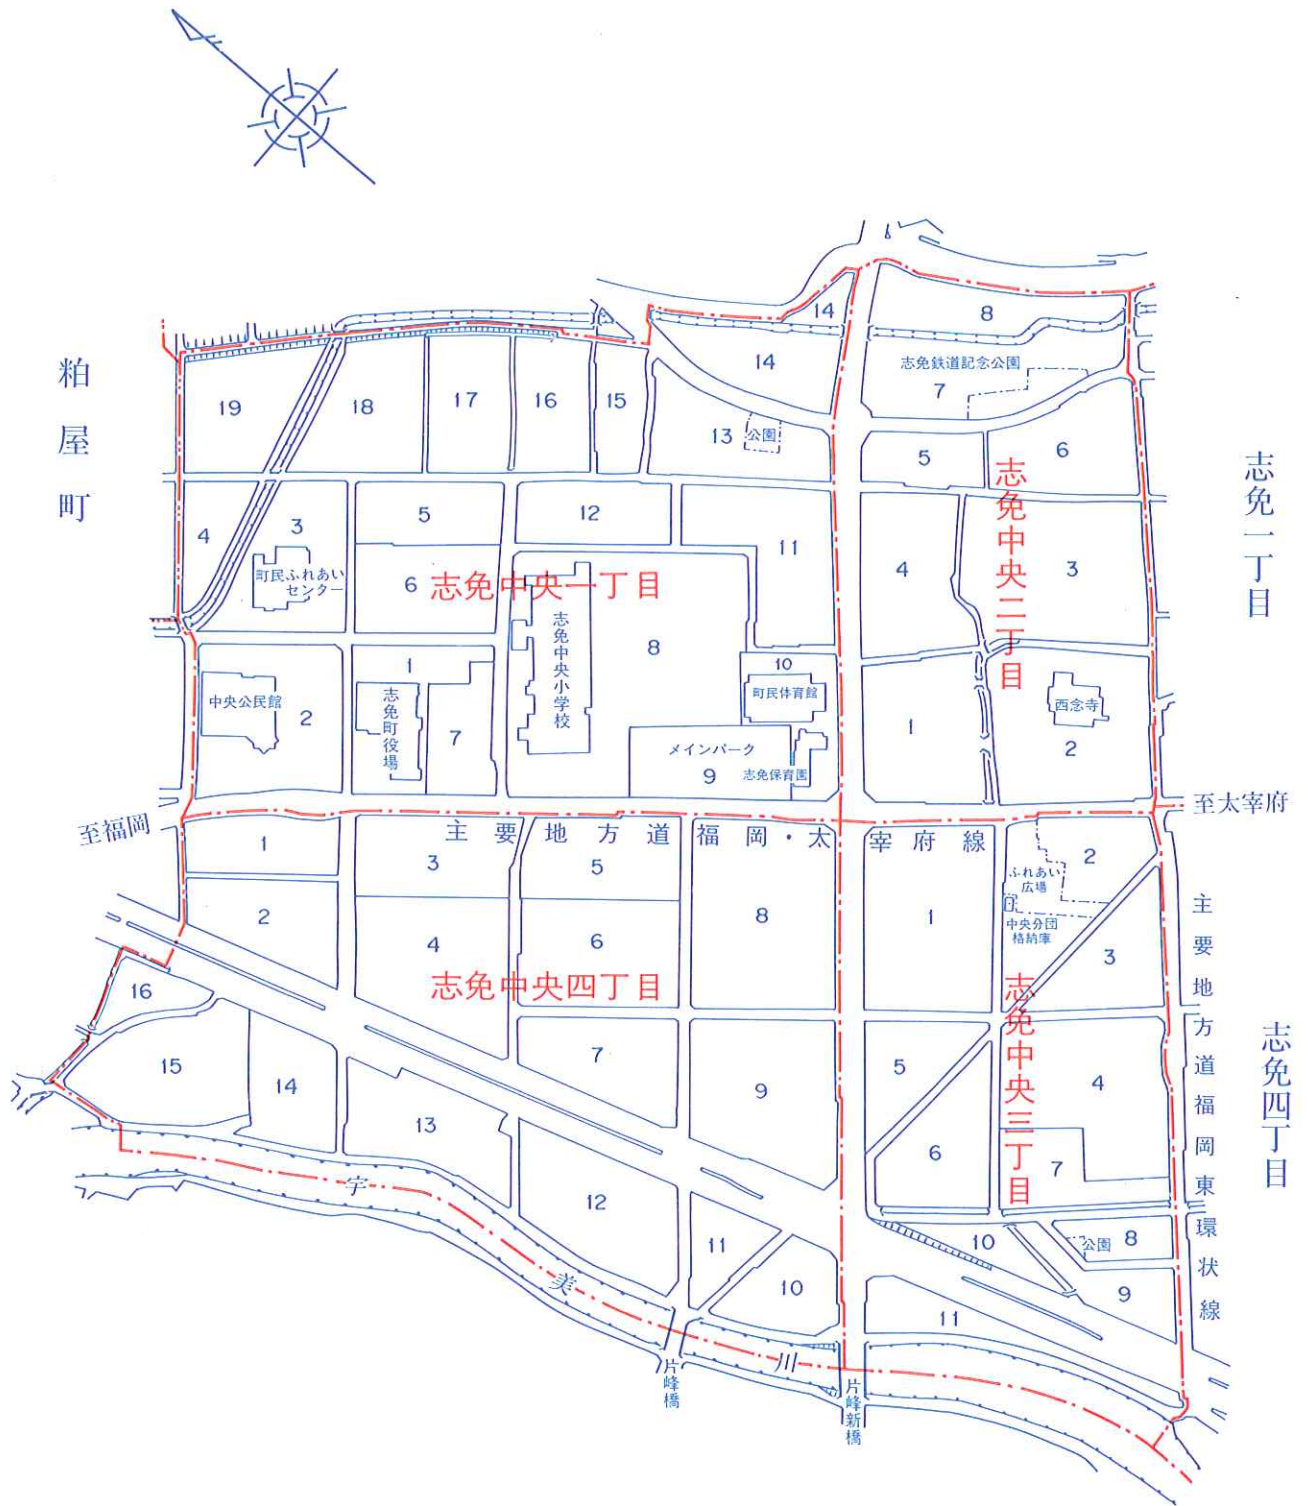 粕屋町
志免一丁目
志免四丁目
至福岡
至太宰府
主要地方道福岡・太宰府線
主要地方道福岡東環状線
志免中央一丁目
19
18
17
16
15
14
14
13
公園
4
3
町民ふれあい
センター
5
6
12
11
志免中央小学校
8
10
町民体育館
メインパーク
9
志免保育園
中央公民館
2
1
志免町役場
7
志免中央二丁目
8
志免鉄道記念公園
7
5
6
4
3
1
西念寺
2
志免中央四丁目
1
2
3
4
5
6
7
8
9
16
15
14
13
12
11
10
志免中央三丁目
1
2
ふれあい
広場
中央分団
格納庫
3
5
4
6
7
10
公園
8
9
11
宇美川
片峰橋
片峰新橋